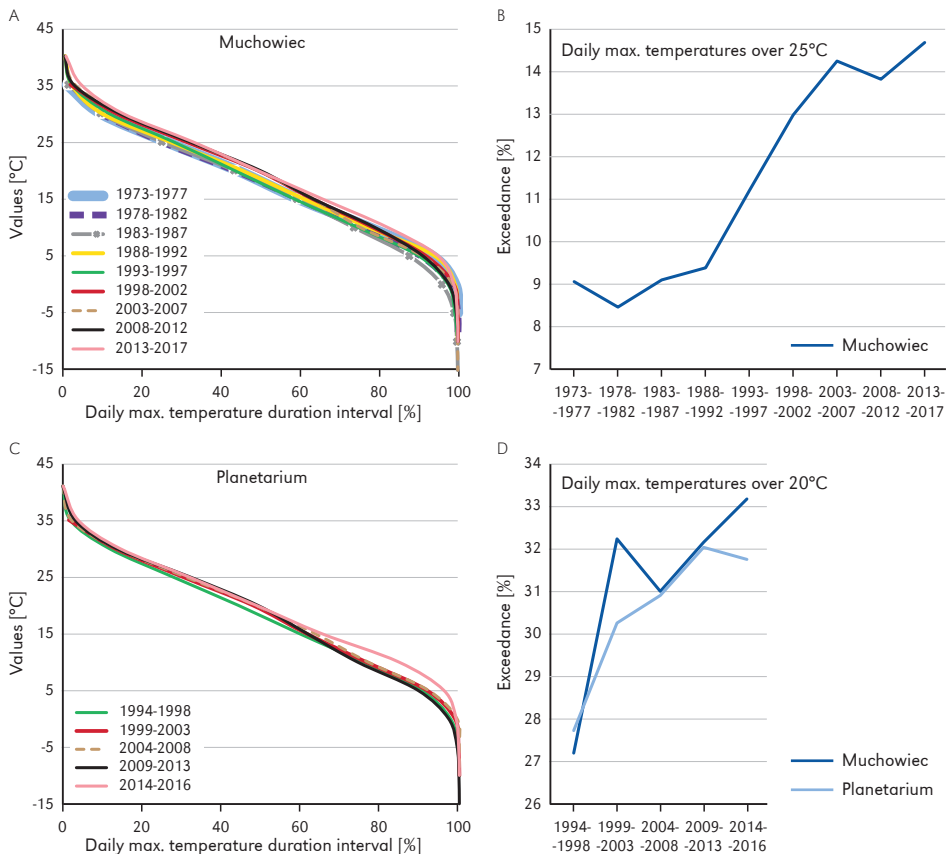 A
Muchowiec
45
35
25
15
5
-5
-15
Values [°C]
1973-1977
1978-1982
1983-1987
1988-1992
1993-1997
1998-2002
2003-2007
2008-2012
2013-2017
0 20 40 60 80 100
Daily max. temperature duration interval [%]
B
Daily max. temperatures over 25°C
15
14
13
12
11
10
9
8
7
Exceedance [%]
Muchowiec
1973- 1978- 1983- 1988- 1993- 1998- 2003- 2008- 2013-
-1977 -1982 -1987 -1992 -1997 -2002 -2007 -2012 -2017
C
Planetarium
45
35
25
15
5
-5
-15
Values [°C]
1994-1998
1999-2003
2004-2008
2009-2013
2014-2016
0 20 40 60 80 100
Daily max. temperature duration interval [%]
D
Daily max. temperatures over 20°C
34
33
32
31
30
29
28
27
26
Exceedance [%]
1994- 1999- 2004- 2009- 2014-
-1998 -2003 -2008 -2013 -2016
Muchowiec
Planetarium